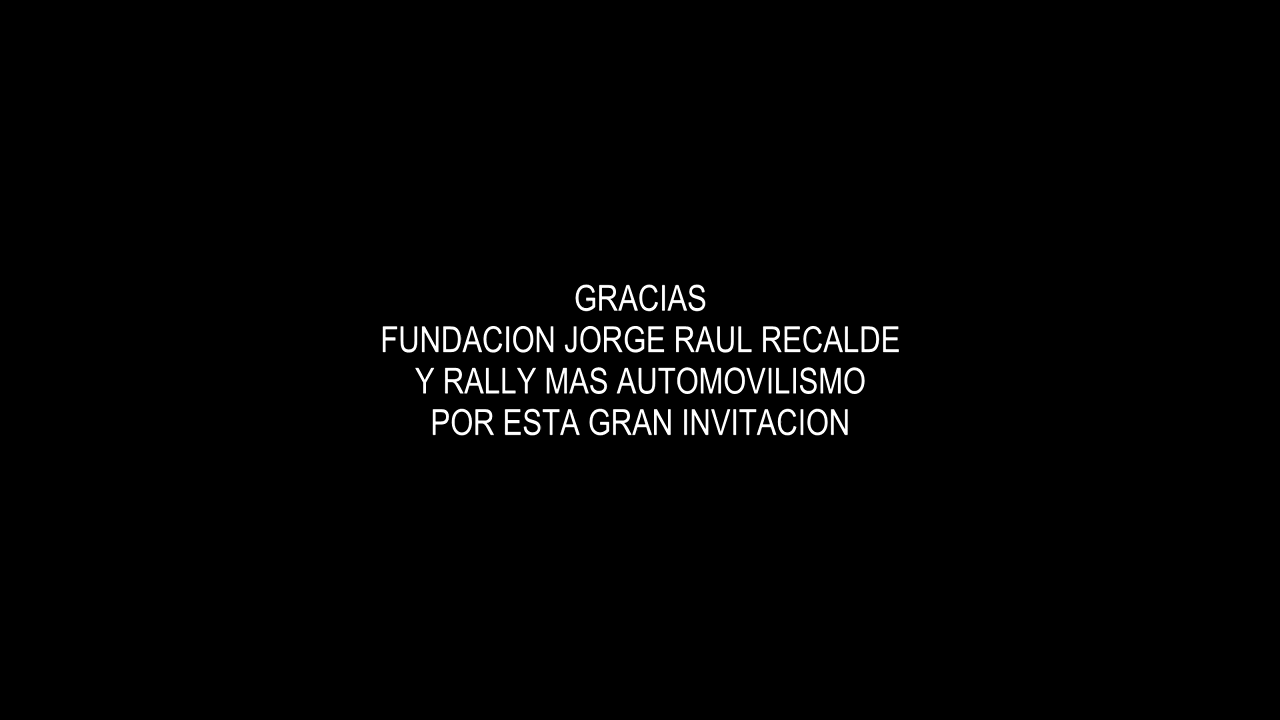 GRACIAS
FUNDACION JORGE RAUL RECALDE
Y RALLY MAS AUTOMOVILISMO
POR ESTA GRAN INVITACION